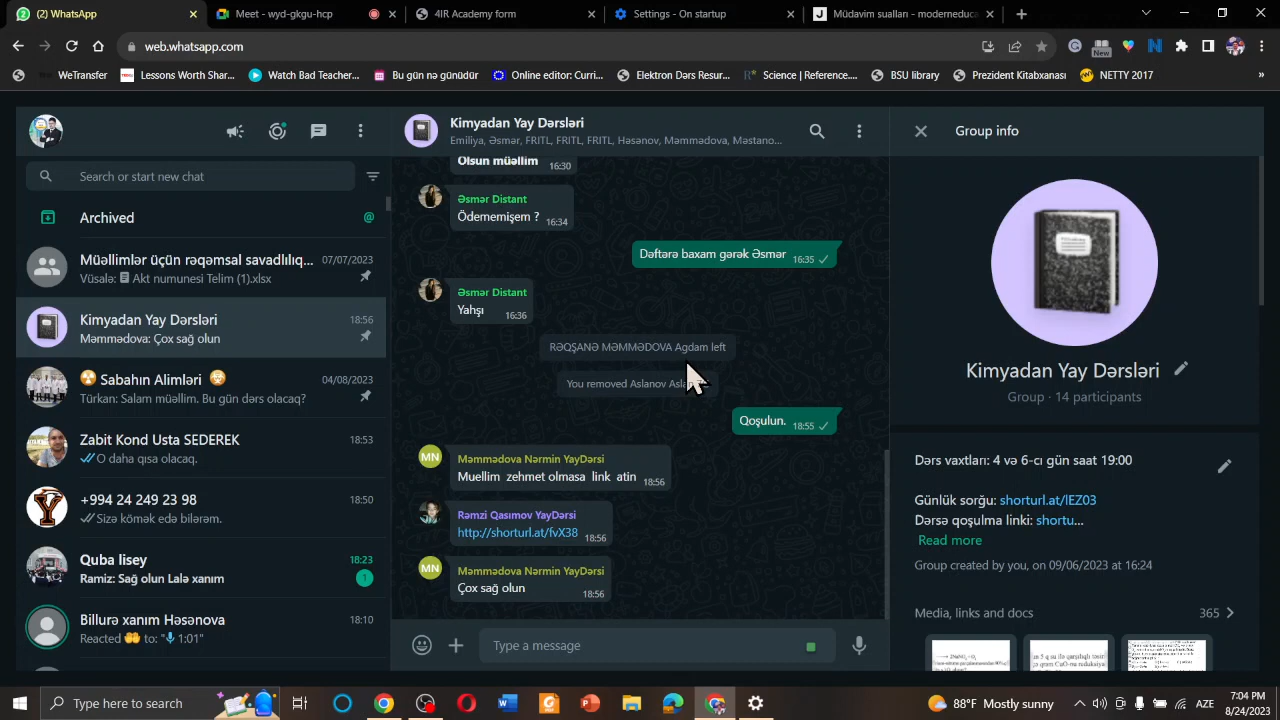 (2) WhatsApp
Meet - wyd-gkgu-hcp
4IR Academy form
Settings - On startup
Müdavim sualları - moderneduca
web.whatsapp.com
New
WeTransfer
Lessons Worth Shar...
Watch Bad Teacher...
Bu gün nə günüdür
Online editor: Curri...
Elektron Dərs Resur...
Science | Reference....
BSU library
Prezident Kitabxanası
NETTY 2017
»
Search or start new chat
Archived
@
Müəllimlər üçün rəqəmsal savadlılıq...
07/07/2023
Vüsalə: Akt numunesi Telim (1).xlsx
Kimyadan Yay Dərsləri
18:56
Məmmədova: Çox sağ olun
Sabahın Alimləri
04/08/2023
Türkan: Salam müəllim. Bu gün dərs olacaq?
Zabit Kond Usta SEDEREK
18:53
O daha qısa olacaq.
+994 24 249 23 98
18:50
Sizə kömək edə bilərəm.
Quba lisey
18:23
Ramiz: Sağ olun Lalə xanım
1
Billurə xanım Həsənova
18:10
Reacted 🤲 to: "1:01"
Kimyadan Yay Dərsləri
Emiliya, Əsmər, FRITL, FRITL, FRITL, Həsənov, Məmmədova, Məstano...
Olsun müəllim
16:30
Əsmər Distant
Ödəməmişəm ?
16:34
Dəftərə baxam gərək Əsmər
16:35
Əsmər Distant
Yahşı
16:36
RƏQŞANƏ MƏMMƏDOVA Agdam left
You removed Aslanov Asla
Qoşulun.
18:55
MN
Məmmədova Nərmin YayDərsi
Muellim zehmet olmasa link atin
18:56
Rəmzi Qasımov YayDərsi
http://shorturl.at/fvX38
18:56
MN
Məmmədova Nərmin YayDərsi
Çox sağ olun
18:56
Type a message
Group info
Kimyadan Yay Dərsləri
Group · 14 participants
Dərs vaxtları: 4 və 6-cı gün saat 19:00
Günlük sorğu: shorturl.at/lEZ03
Dərsə qoşulma linki: shortu...
Read more
Group created by you, on 09/06/2023 at 16:24
Media, links and docs
365
Type here to search
88°F Mostly sunny
AZE
7:04 PM
8/24/2023